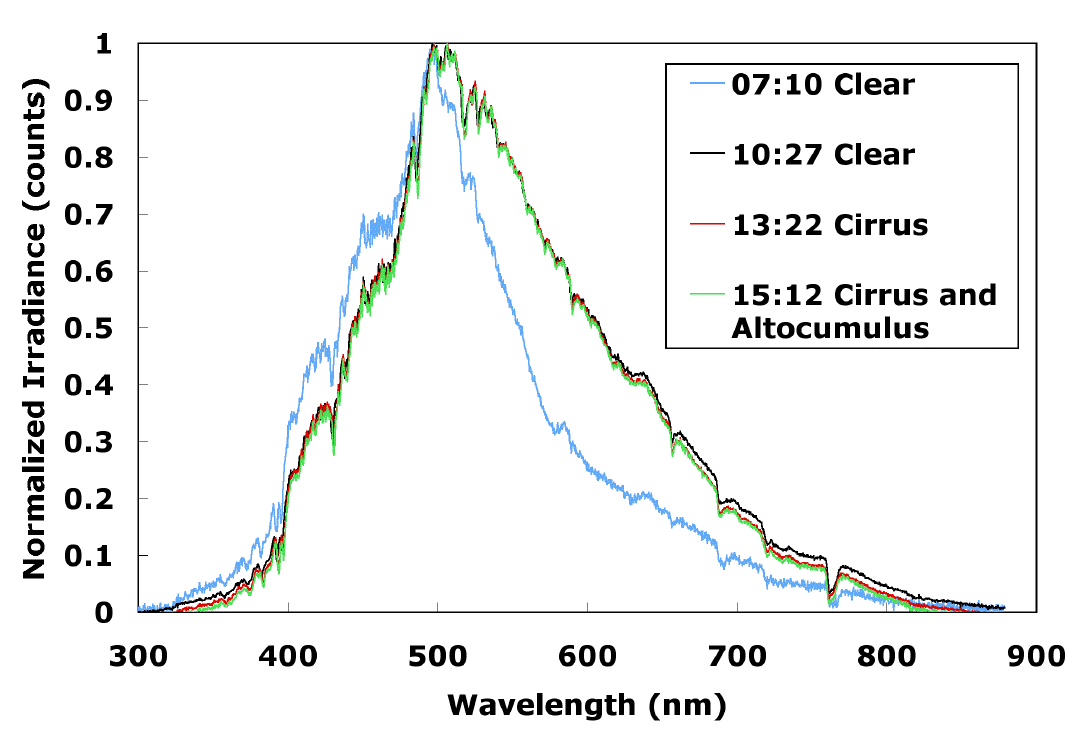 Normalized Irradiance (counts)
1
0.9
0.8
0.7
0.6
0.5
0.4
0.3
0.2
0.1
0
07:10 Clear
10:27 Clear
13:22 Cirrus
15:12 Cirrus and
Altocumulus
300 400 500 600 700 800 900
Wavelength (nm)